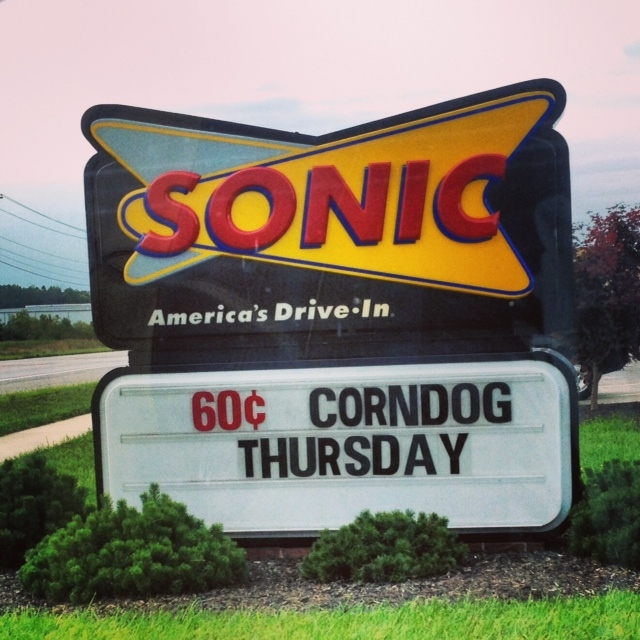 SONIC
America's Drive-In
60¢ CORNDOG
THURSDAY